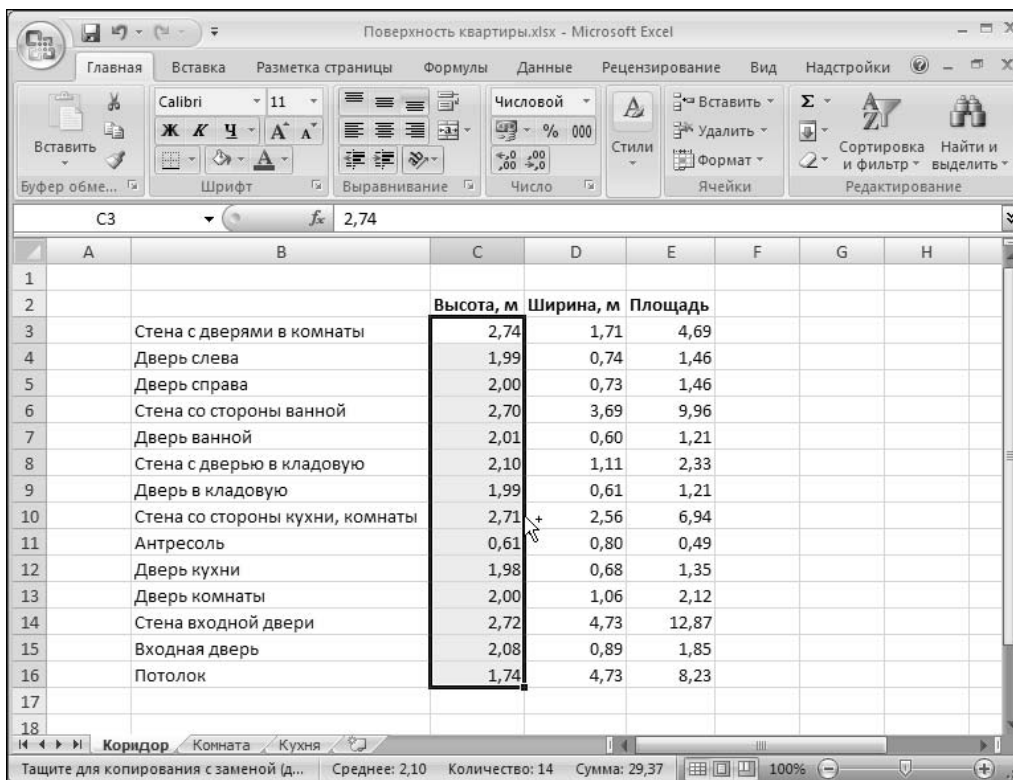 Поверхность квартиры.xlsx - Microsoft Excel
Главная Вставка Разметка страницы Формулы Данные Рецензирование Вид Надстройки
Вставить
Буфер обме...
Calibri 11
Ж К Ч A A
A
Шрифт
Выравнивание
Числовой
% 000
,0 ,00
,00 ,0
Число
A
Стили
Вставить
Удалить
Формат
Ячейки
Σ
Сортировка и фильтр
Найти и выделить
Редактирование
C3 fx 2,74
A B C D E F G H
1
2 Высота, м Ширина, м Площадь
3 Стена с дверями в комнаты 2,74 1,71 4,69
4 Дверь слева 1,99 0,74 1,46
5 Дверь справа 2,00 0,73 1,46
6 Стена со стороны ванной 2,70 3,69 9,96
7 Дверь ванной 2,01 0,60 1,21
8 Стена с дверью в кладовую 2,10 1,11 2,33
9 Дверь в кладовую 1,99 0,61 1,21
10 Стена со стороны кухни, комнаты 2,71 2,56 6,94
11 Антресоль 0,61 0,80 0,49
12 Дверь кухни 1,98 0,68 1,35
13 Дверь комнаты 2,00 1,06 2,12
14 Стена входной двери 2,72 4,73 12,87
15 Входная дверь 2,08 0,89 1,85
16 Потолок 1,74 4,73 8,23
17
18
Коридор Комната Кухня
Тащите для копирования с заменой (д... Среднее: 2,10 Количество: 14 Сумма: 29,37 100%